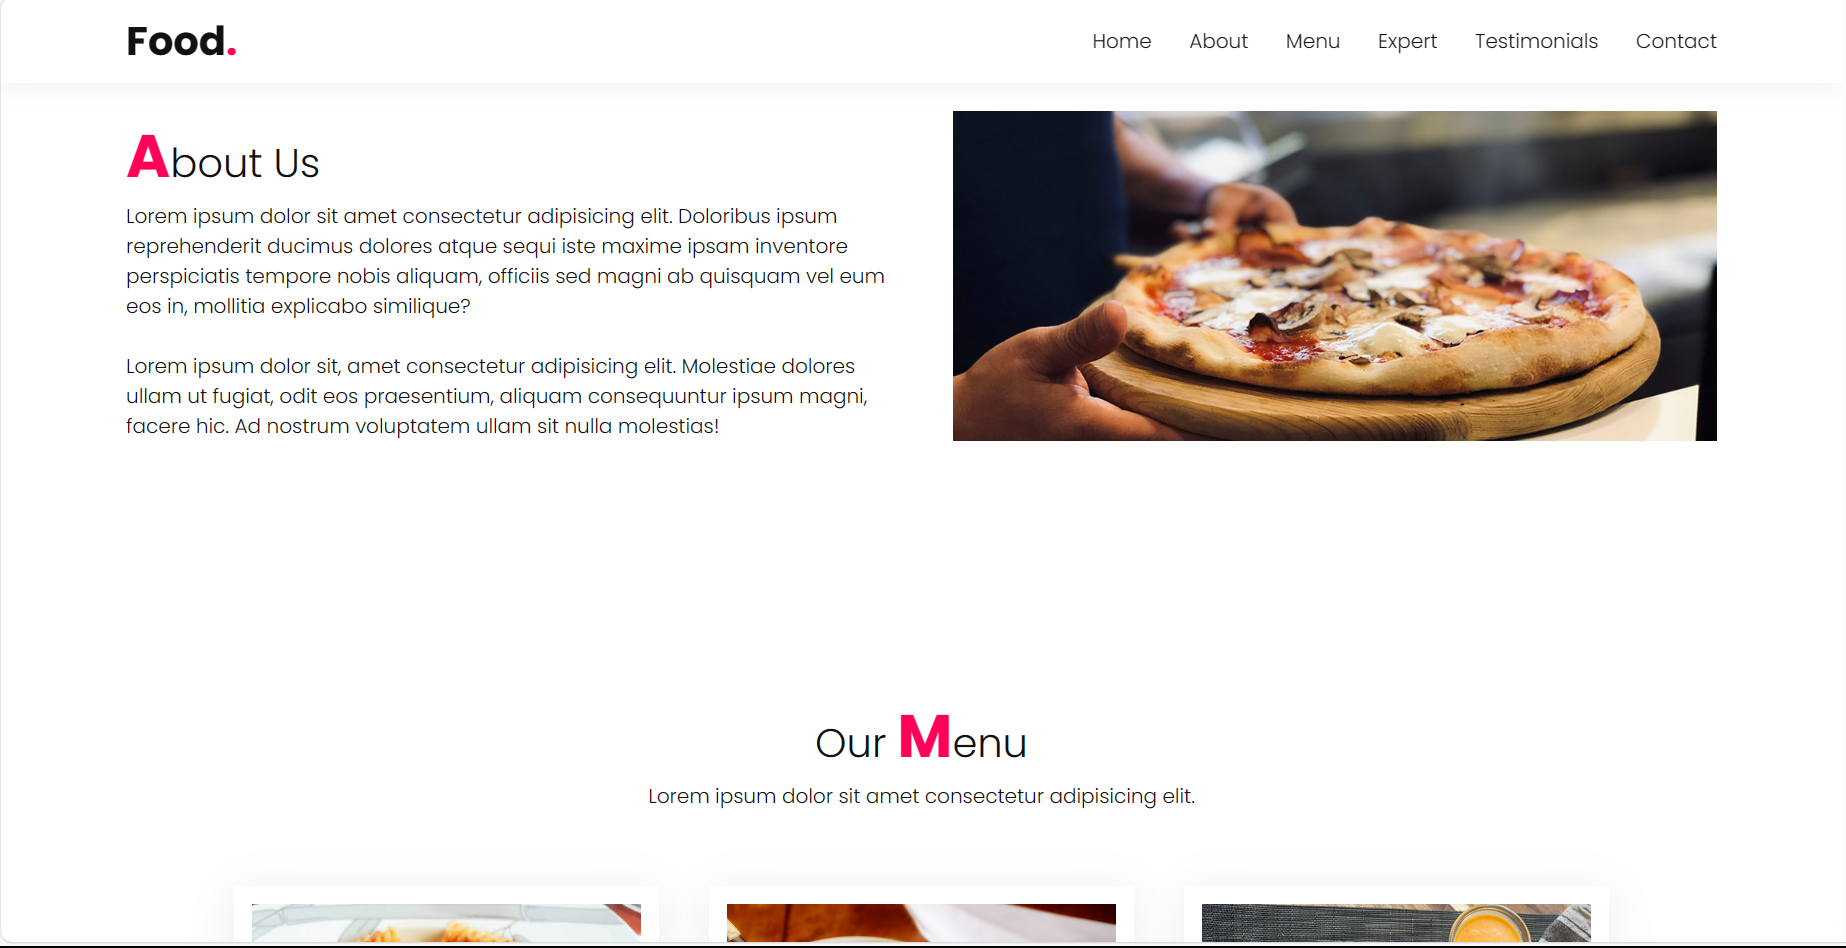 Food.
Home About Menu Expert Testimonials Contact
About Us
Lorem ipsum dolor sit amet consectetur adipisicing elit. Doloribus ipsum
reprehenderit ducimus dolores atque sequi iste maxime ipsam inventore
perspiciatis tempore nobis aliquam, officiis sed magni ab quisquam vel eum
eos in, mollitia explicabo similique?
Lorem ipsum dolor sit, amet consectetur adipisicing elit. Molestiae dolores
ullam ut fugiat, odit eos praesentium, aliquam consequuntur ipsum magni,
facere hic. Ad nostrum voluptatem ullam sit nulla molestias!
Our Menu
Lorem ipsum dolor sit amet consectetur adipisicing elit.